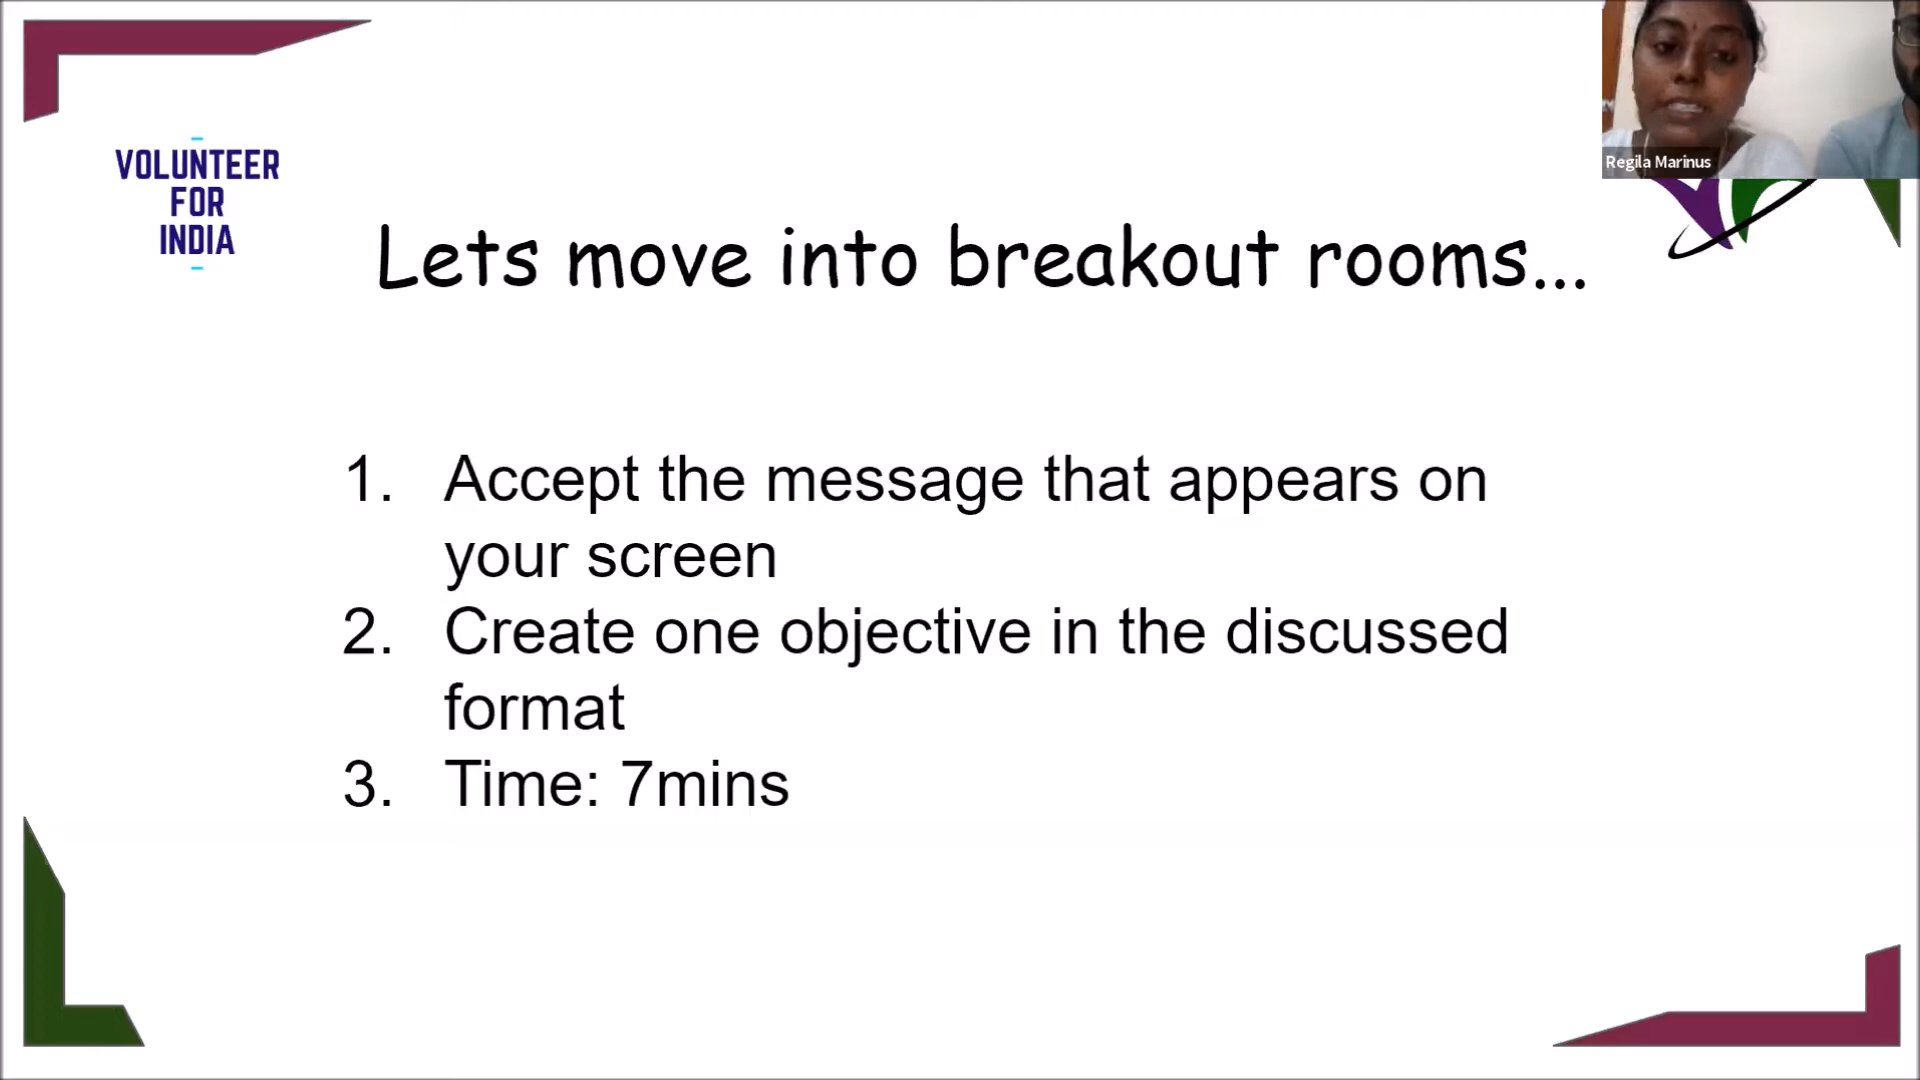 VOLUNTEER
FOR
INDIA
Regila Marinus
Lets move into breakout rooms...
1. Accept the message that appears on
your screen
2. Create one objective in the discussed
format
3. Time: 7mins